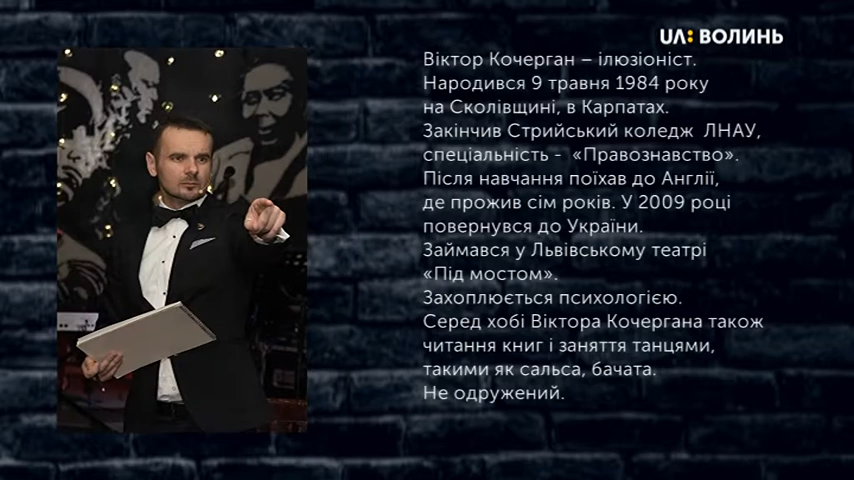 UA: ВОЛИНЬ
Віктор Кочерган – ілюзіоніст.
Народився 9 травня 1984 року
на Сколівщині, в Карпатах.
Закінчив Стрийський коледж ЛНАУ,
спеціальність - «Правознавство».
Після навчання поїхав до Англії,
де прожив сім років. У 2009 році
повернувся до України.
Займався у Львівському театрі
«Під мостом».
Захоплюється психологією.
Серед хобі Віктора Кочергана також
читання книг і заняття танцями,
такими як сальса, бачата.
Не одружений.